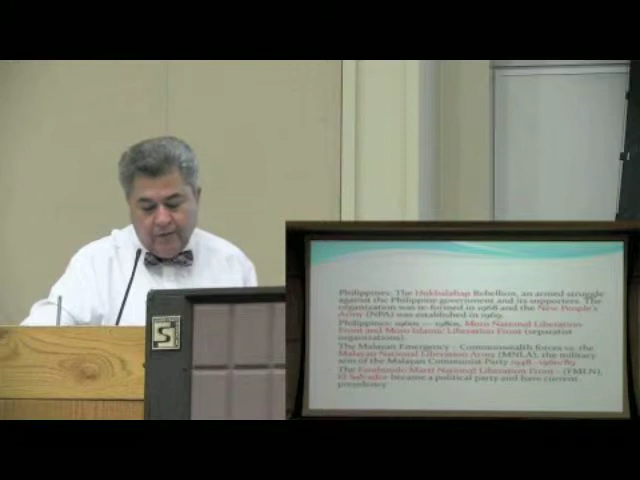 Philippines: The Hukbalahap Rebellion, an armed struggle
against the Philippine government and its supporters. The
organization was re-formed in 1968 and the New People's
Army (NPA) was established in 1969.
Philippines: 1960s – 1980s, Moro National Liberation
Front and Moro Islamic Liberation Front (separatist
organizations).
The Malayan Emergency – Commonwealth forces vs. the
Malayan National Liberation Army (MNLA), the military
arm of the Malayan Communist Party 1948
The Farabundo Martí National Liberation Front – (FMLN),
El Salvador became a political party and have current
presidency
S